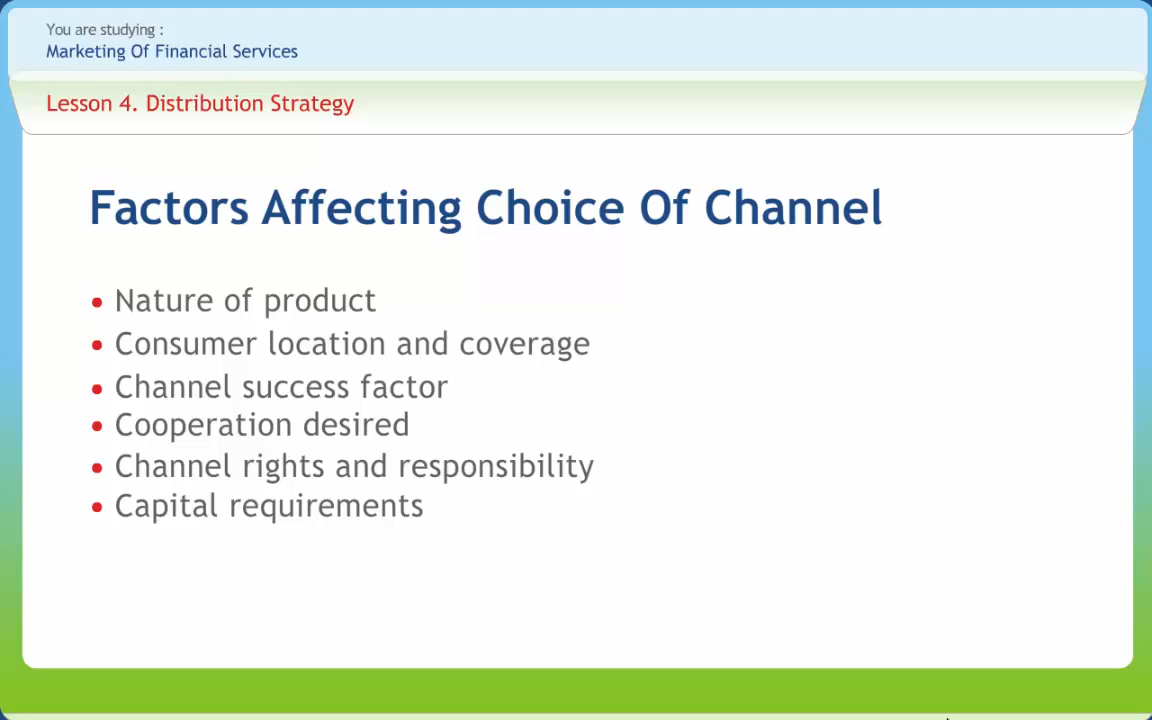 You are studying :
Marketing Of Financial Services
Lesson 4. Distribution Strategy
Factors Affecting Choice Of Channel
• Nature of product
• Consumer location and coverage
• Channel success factor
• Cooperation desired
• Channel rights and responsibility
• Capital requirements